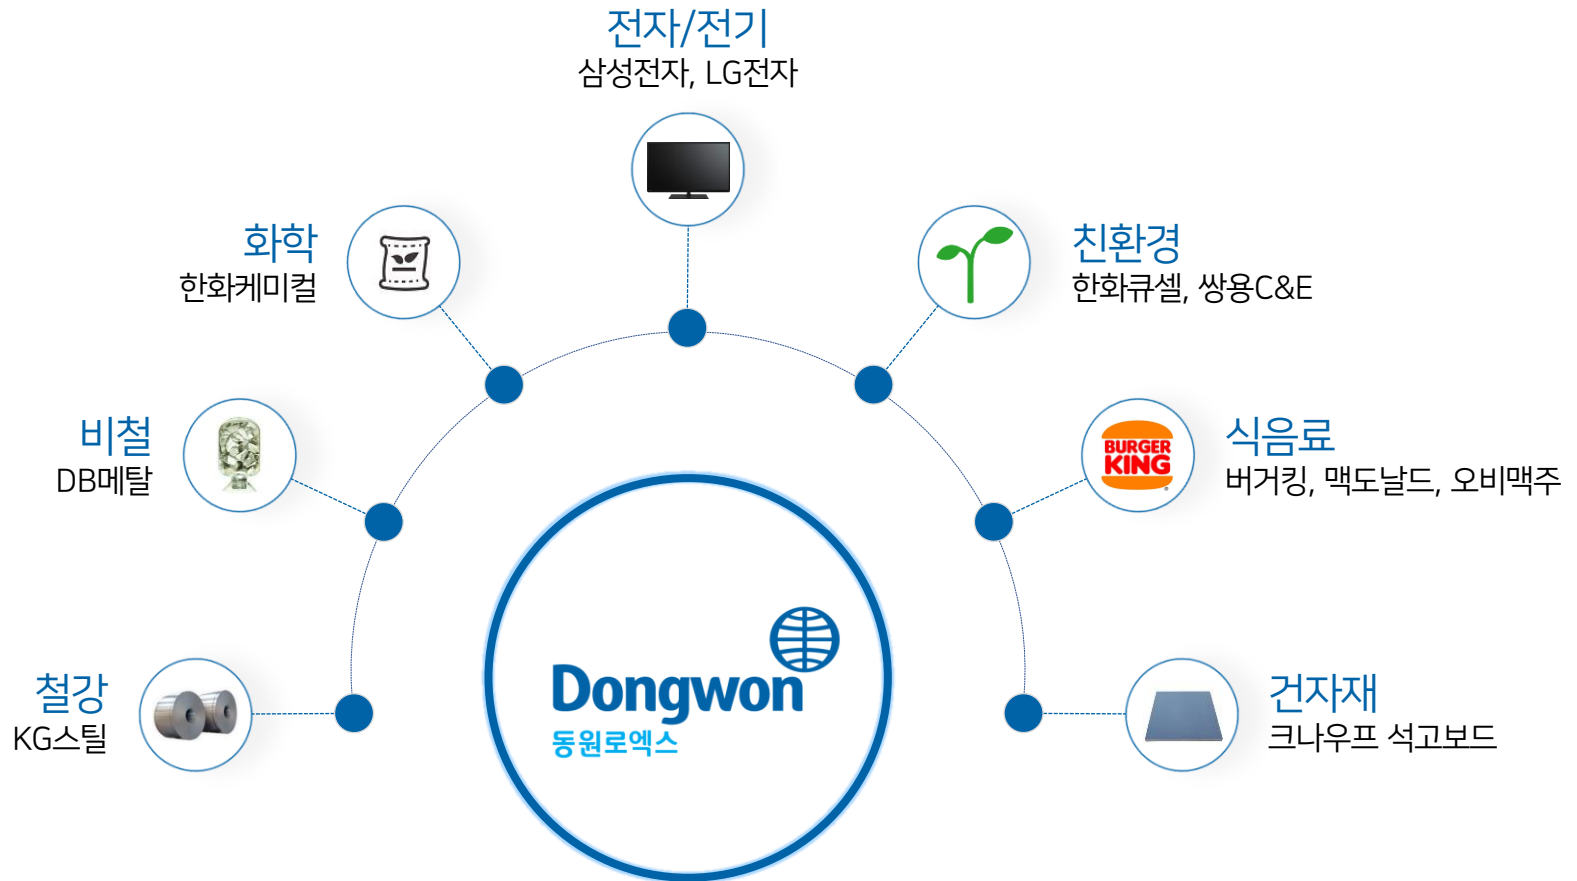 전자/전기
삼성전자, LG전자
화학
한화케미컬
친환경
한화큐셀, 쌍용C&E
비철
DB메탈
BURGER
KING
식음료
버거킹, 맥도날드, 오비맥주
Dongwon
동원로엑스
철강
KG스틸
건자재
크나우프 석고보드